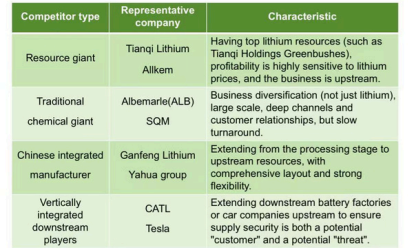 Competitor type
Representative
company
Characteristic
Resource giant
Tianqi Lithium
Allkem
Having top lithium resources (such as
Tianqi Holdings Greenbushes),
profitability is highly sensitive to lithium
prices, and the business is upstream.
Traditional
chemical giant
Albemarle(ALB)
SQM
Business diversification (not just lithium),
large scale, deep channels and
customer relationships, but slow
turnaround.
Chinese integrated
manufacturer
Ganfeng Lithium
Yahua group
Extending from the processing stage to
upstream resources, with
comprehensive layout and strong
flexibility.
Vertically
integrated
downstream
players
CATL
Tesla
Extending downstream battery factories
or car companies upstream to ensure
supply security is both a potential
"customer" and a potential "threat".